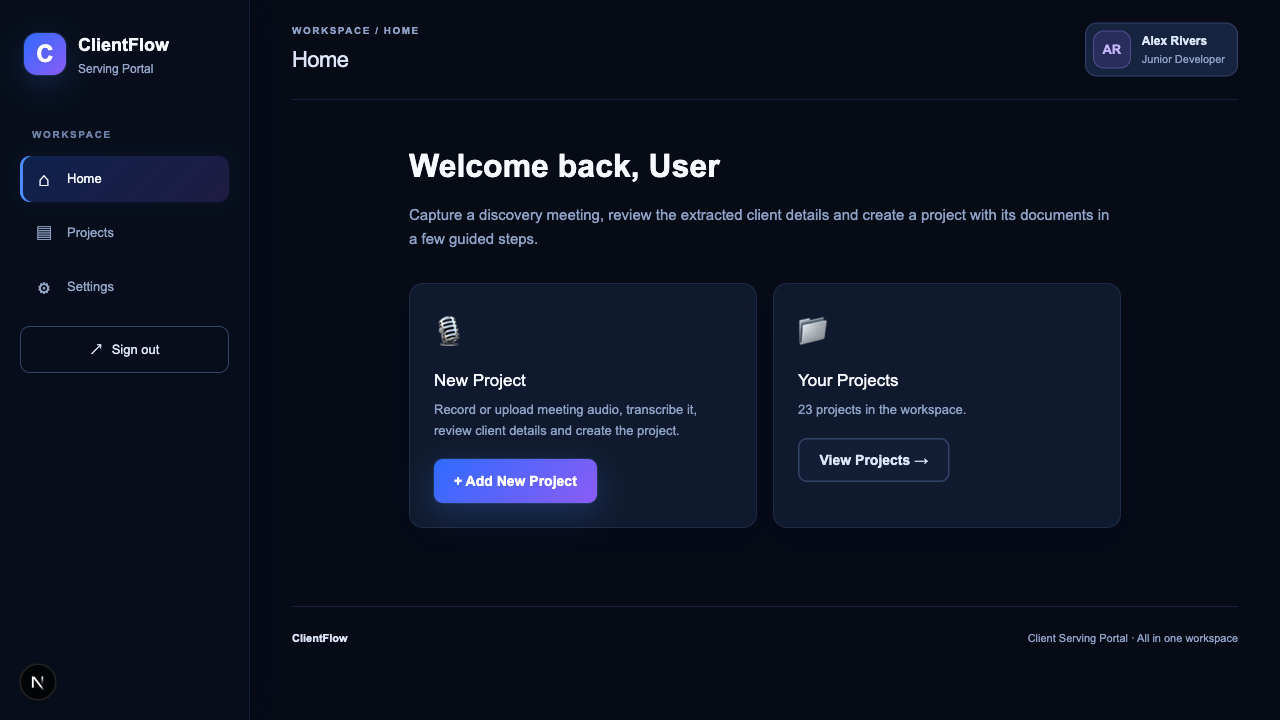 C
ClientFlow
Serving Portal
WORKSPACE
Home
Projects
Settings
↗ Sign out
N
WORKSPACE / HOME
Home
AR
Alex Rivers
Junior Developer
Welcome back, User
Capture a discovery meeting, review the extracted client details and create a project with its documents in
a few guided steps.
New Project
Record or upload meeting audio, transcribe it,
review client details and create the project.
+ Add New Project
Your Projects
23 projects in the workspace.
View Projects →
ClientFlow
Client Serving Portal · All in one workspace